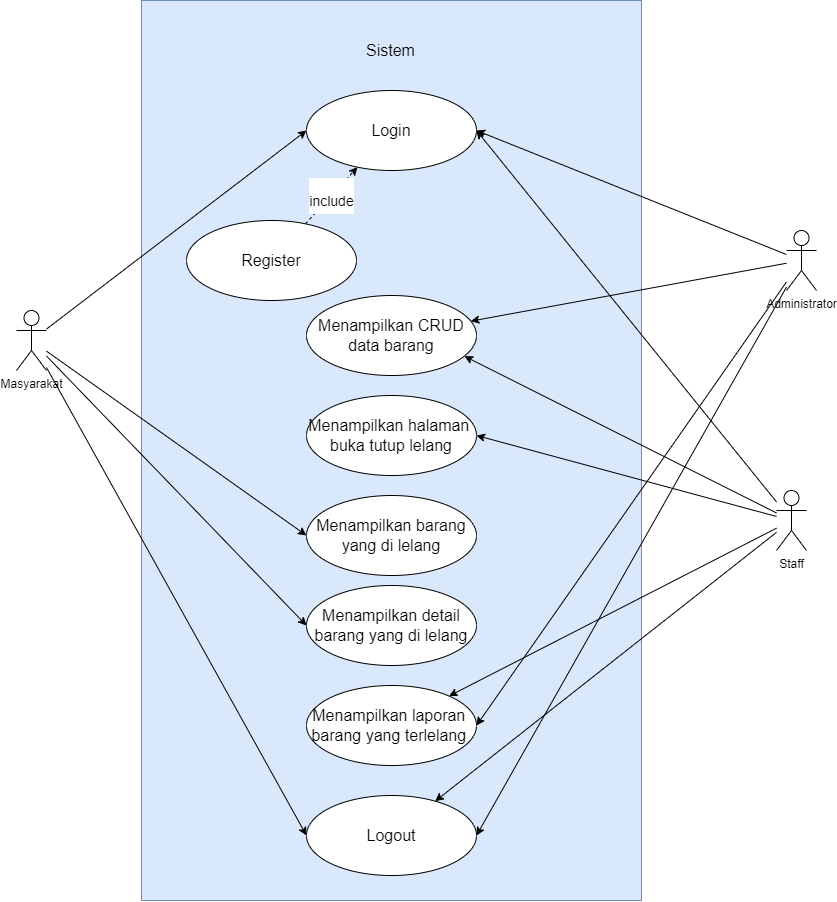 Sistem
Login
include
Register
Administrator
Menampilkan CRUD
data barang
Masyarakat
Menampilkan halaman
buka tutup lelang
Menampilkan barang
yang di lelang
Staff
Menampilkan detail
barang yang di lelang
Menampilkan laporan
barang yang terlelang
Logout